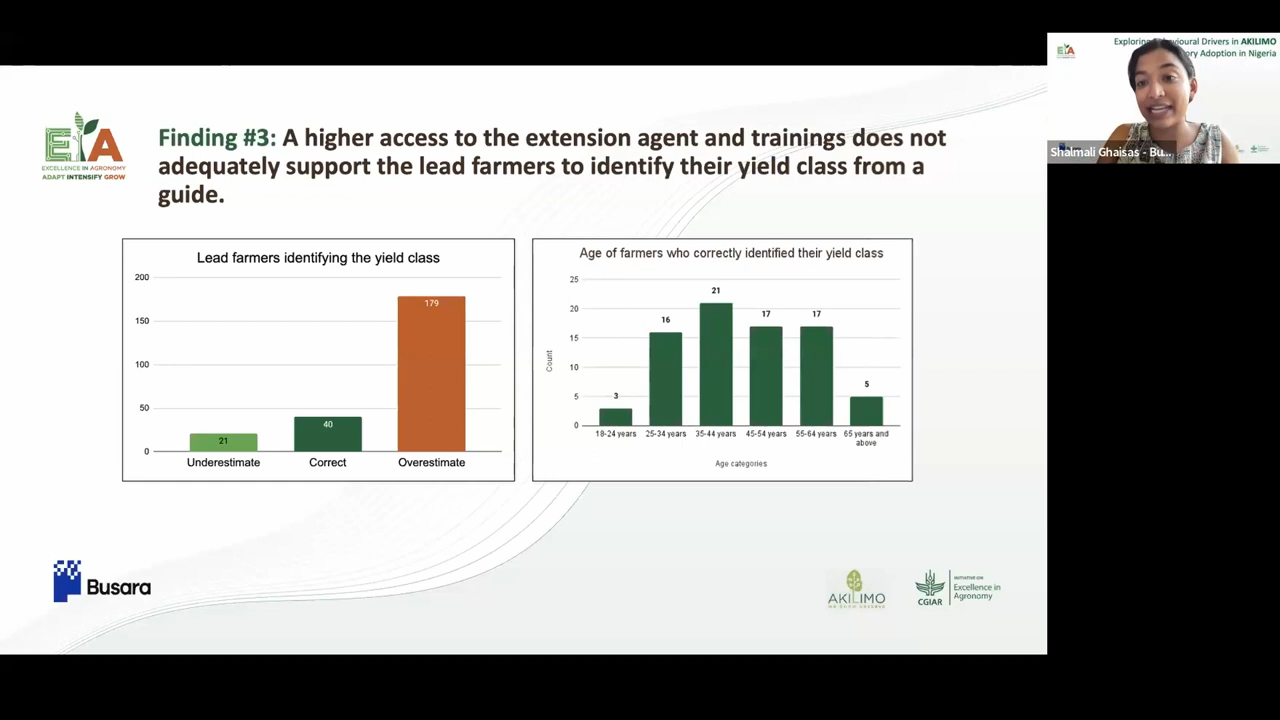 EiA
EXCELLENCE IN AGRONOMY
ADAPT INTENSIFY GROW
Finding #3: A higher access to the extension agent and trainings does not
adequately support the lead farmers to identify their yield class from a
guide.
Lead farmers identifying the yield class
200
150
100
50
0
21
40
179
Underestimate
Correct
Overestimate
Age of farmers who correctly identified their yield class
Count
25
20
15
10
5
0
3
16
21
17
17
5
18-24 years
25-34 years
35-44 years
45-54 years
55-64 years
65 years and
above
Age categories
Busara
AKILIMO
CGIAR
INITIATIVE ON
Excellence in
Agronomy
EiA
Exploring
vioural Drivers in AKILIMO
ory Adoption in Nigeria
Shalmali Ghaisas - Bu...